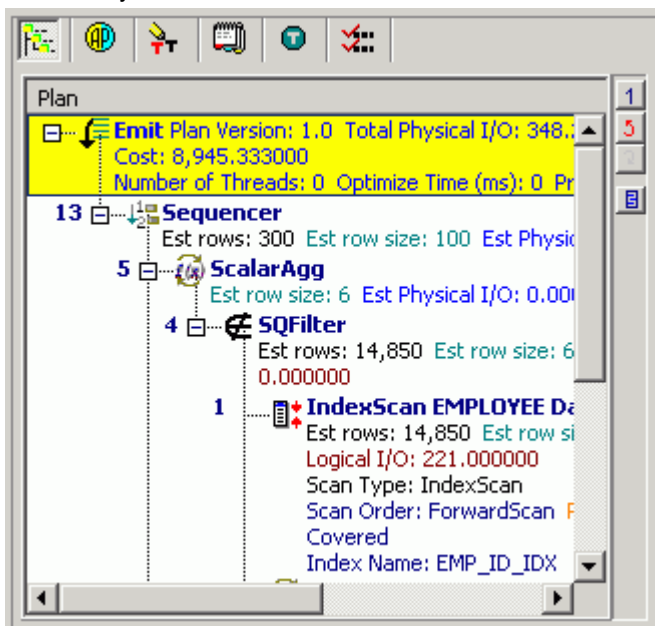 AP
T
T
Plan
1
Emit Plan Version: 1.0 Total Physical I/O: 348.
5
Cost: 8,945.333000
Number of Threads: 0 Optimize Time (ms): 0 Pr
13 Sequencer
Est rows: 300 Est row size: 100 Est Physic
5 ScalarAgg
Est row size: 6 Est Physical I/O: 0.00
4 SQFilter
Est rows: 14,850 Est row size: 6
0.000000
1 IndexScan EMPLOYEE Da
Est rows: 14,850 Est row si
Logical I/O: 221.000000
Scan Type: IndexScan
Scan Order: ForwardScan
Covered
Index Name: EMP_ID_IDX